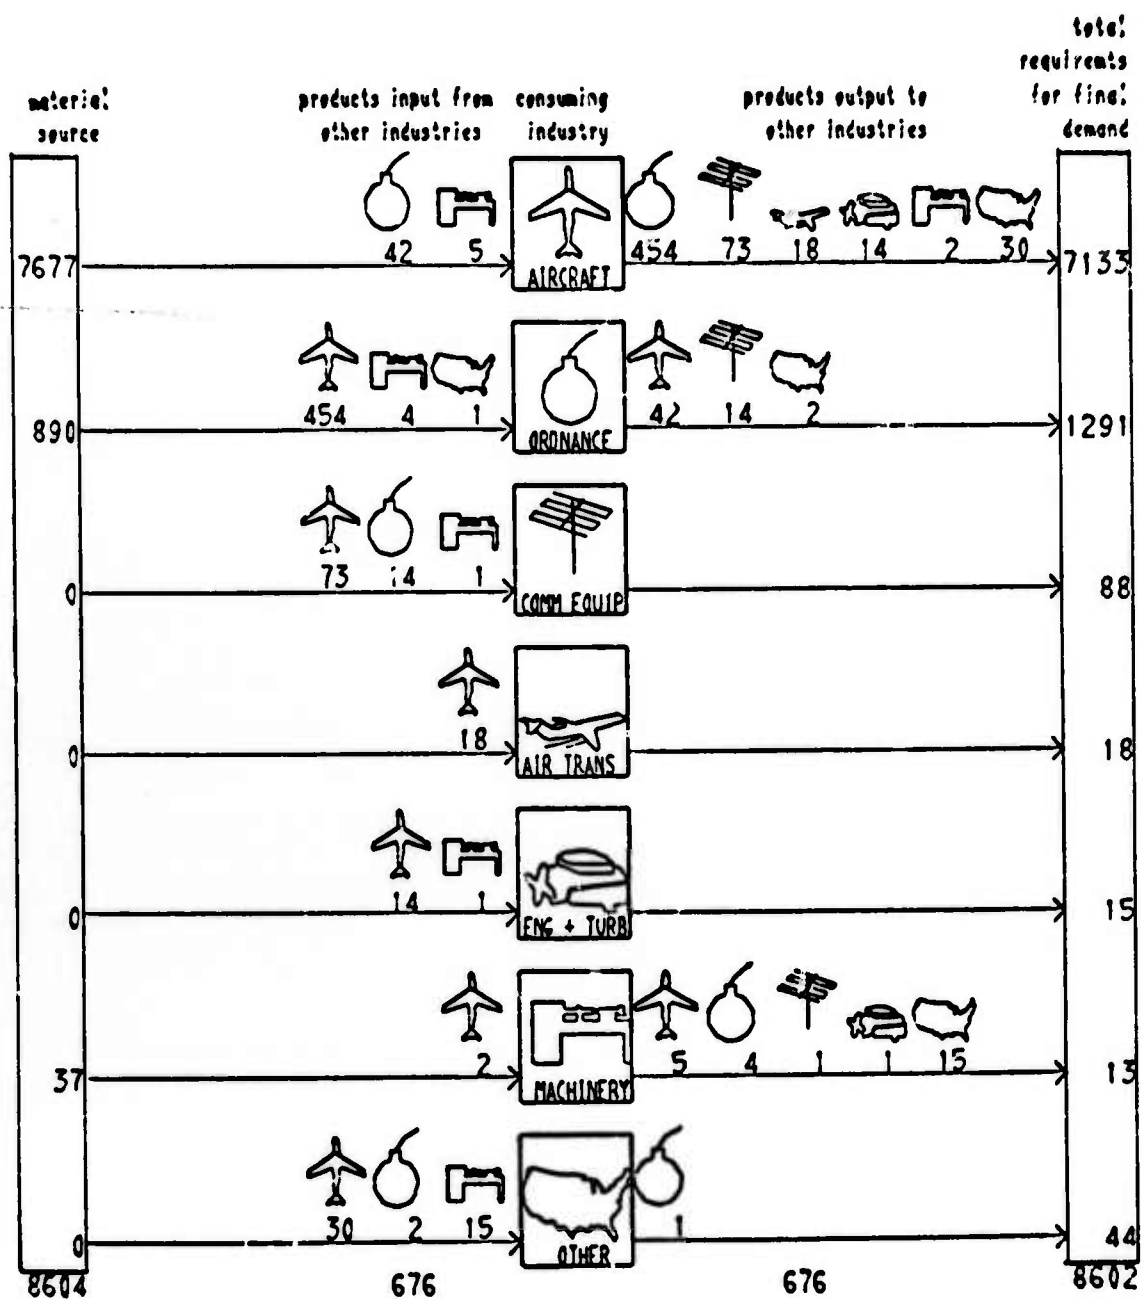 total
requiremts
material products input from consuming products output to for final
source other industries industry other industries demand
42 5 454 73 18 14 2 30
7677 AIRCRAFT 7133
454 4 1 42 14 2
890 ORDNANCE 1291
73 14 1
0 COMM EQUIP 88
18
0 AIR TRANS 18
14 1
0 ENG + TURB 15
2 5 4 1 1 15
37 MACHINERY 13
30 2 15 1
0 OTHER 44
8604 676 676 8602